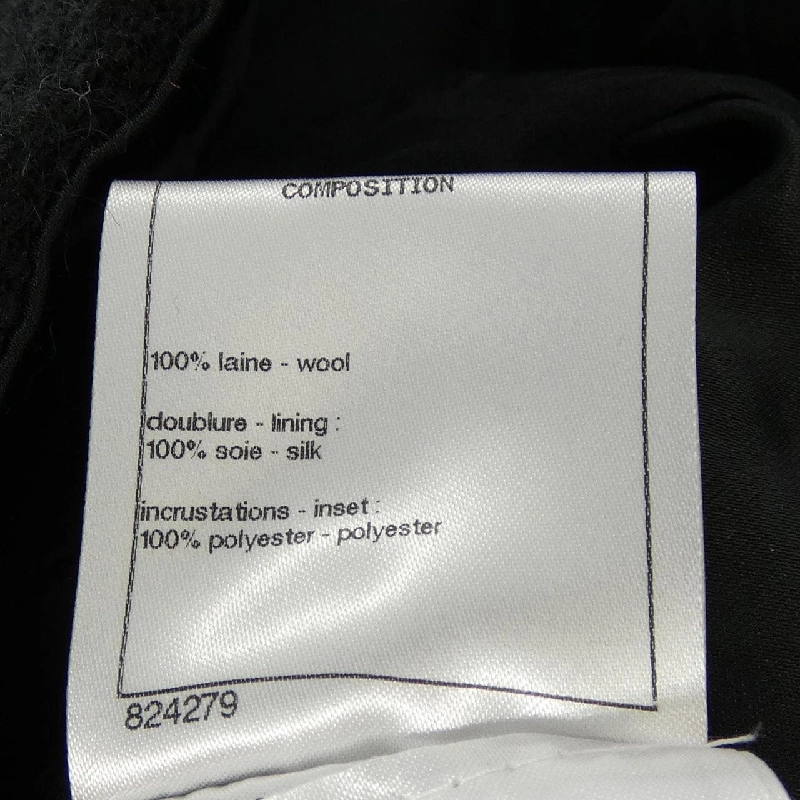 COMPOSITION
100% laine - wool
doublure - lining :
100% soie - silk
incrustations - inset :
100% polyester - polyester
824279